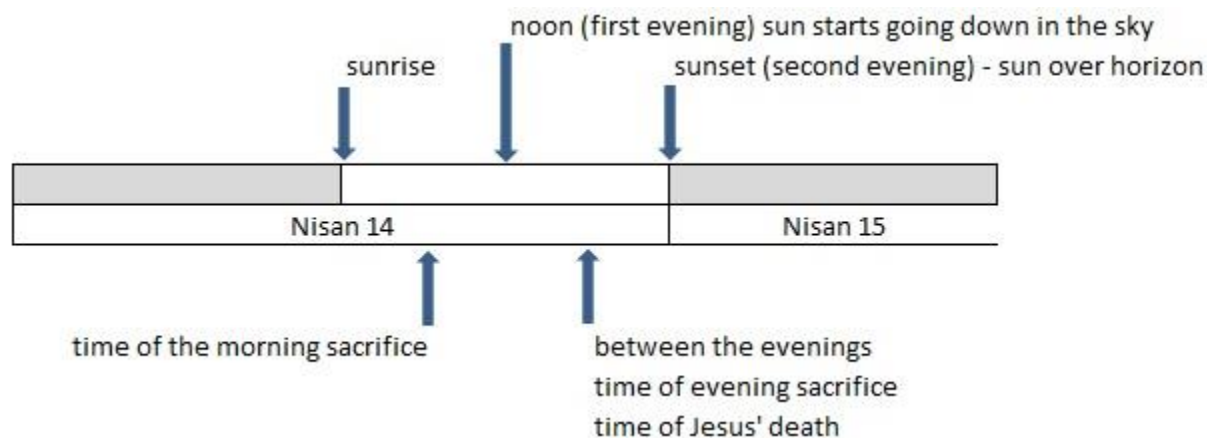 noon (first evening) sun starts going down in the sky
sunrise
sunset (second evening) - sun over horizon
Nisan 14
Nisan 15
time of the morning sacrifice
between the evenings
time of evening sacrifice
time of Jesus' death